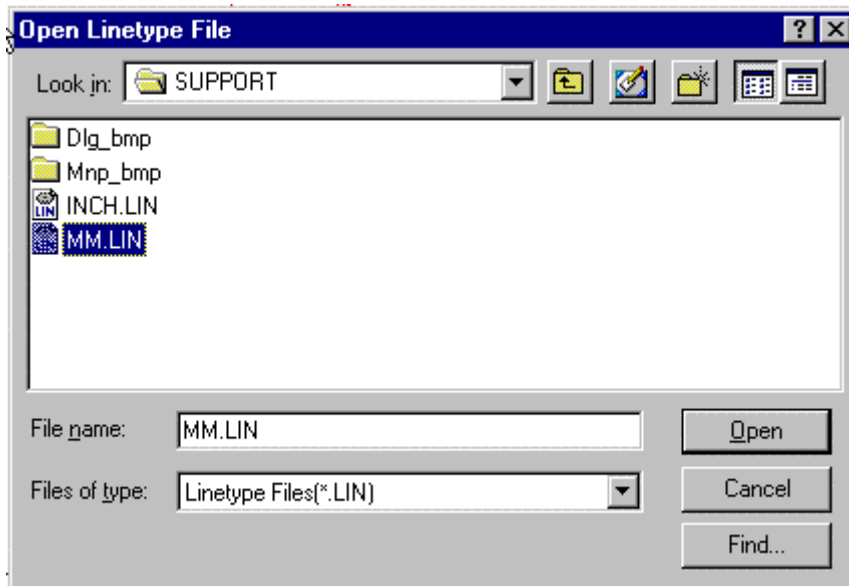 Open Linetype File
Look in: SUPPORT
Dlg_bmp
Mnp_bmp
INCH.LIN
MM.LIN
File name: MM.LIN Open
Files of type: Linetype Files(*.LIN) Cancel
Find...